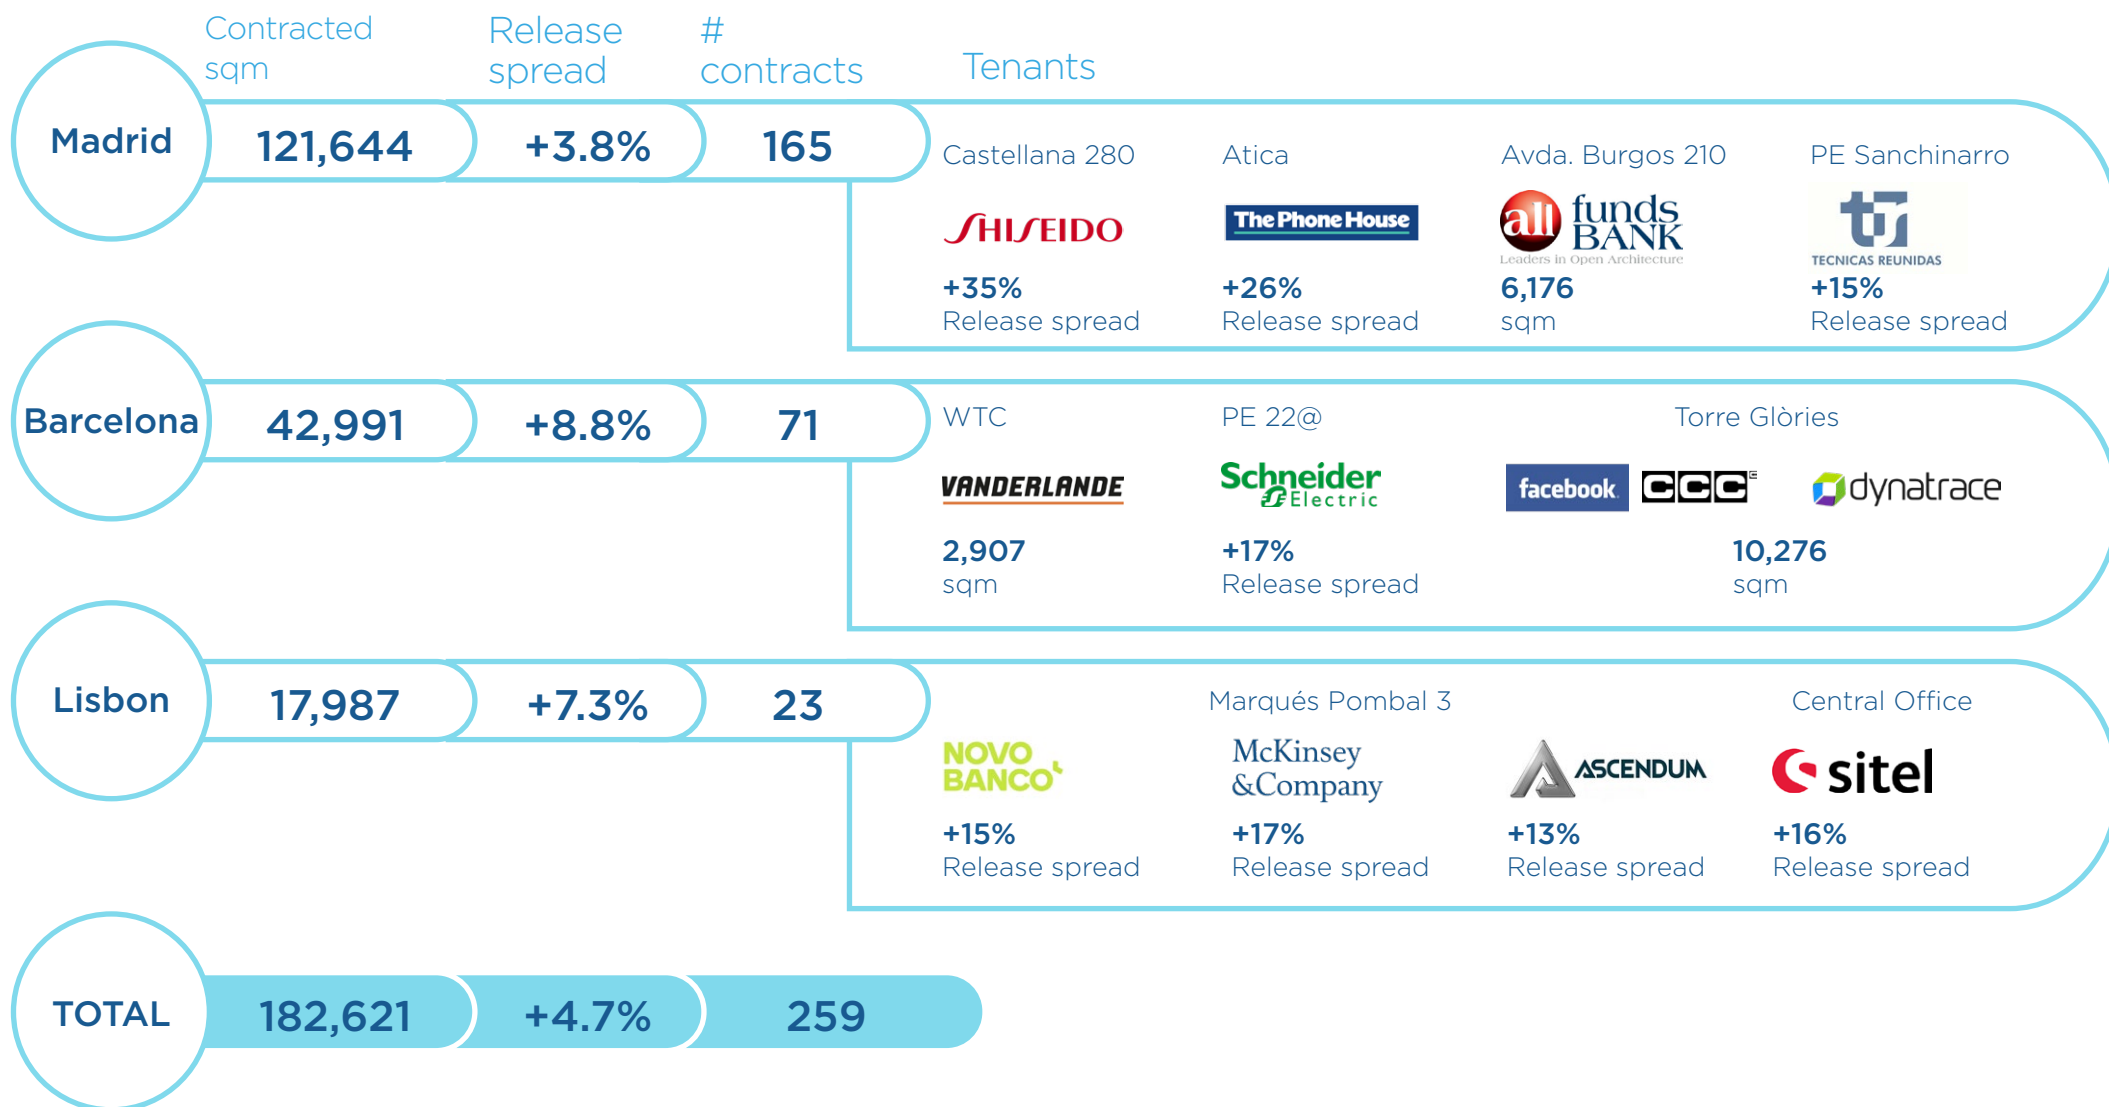 Contracted
sqm
Release
spread
#
contracts
Tenants
Madrid
121,644
+3.8%
165
Castellana 280
Atica
Avda. Burgos 210
PE Sanchinarro
SHISEIDO
The Phone House
all
funds
BANK
Leaders in Open Architecture
tr
TECNICAS REUNIDAS
+35%
Release spread
+26%
Release spread
6,176
sqm
+15%
Release spread
Barcelona
42,991
+8.8%
71
WTC
PE 22@
Torre Glòries
VANDERLANDE
Schneider
Electric
facebook.
CCC
dynatrace
2,907
sqm
+17%
Release spread
10,276
sqm
Lisbon
17,987
+7.3%
23
Marqués Pombal 3
Central Office
NOVO
BANCO
McKinsey
&Company
ASCENDUM
sitel
+15%
Release spread
+17%
Release spread
+13%
Release spread
+16%
Release spread
TOTAL
182,621
+4.7%
259